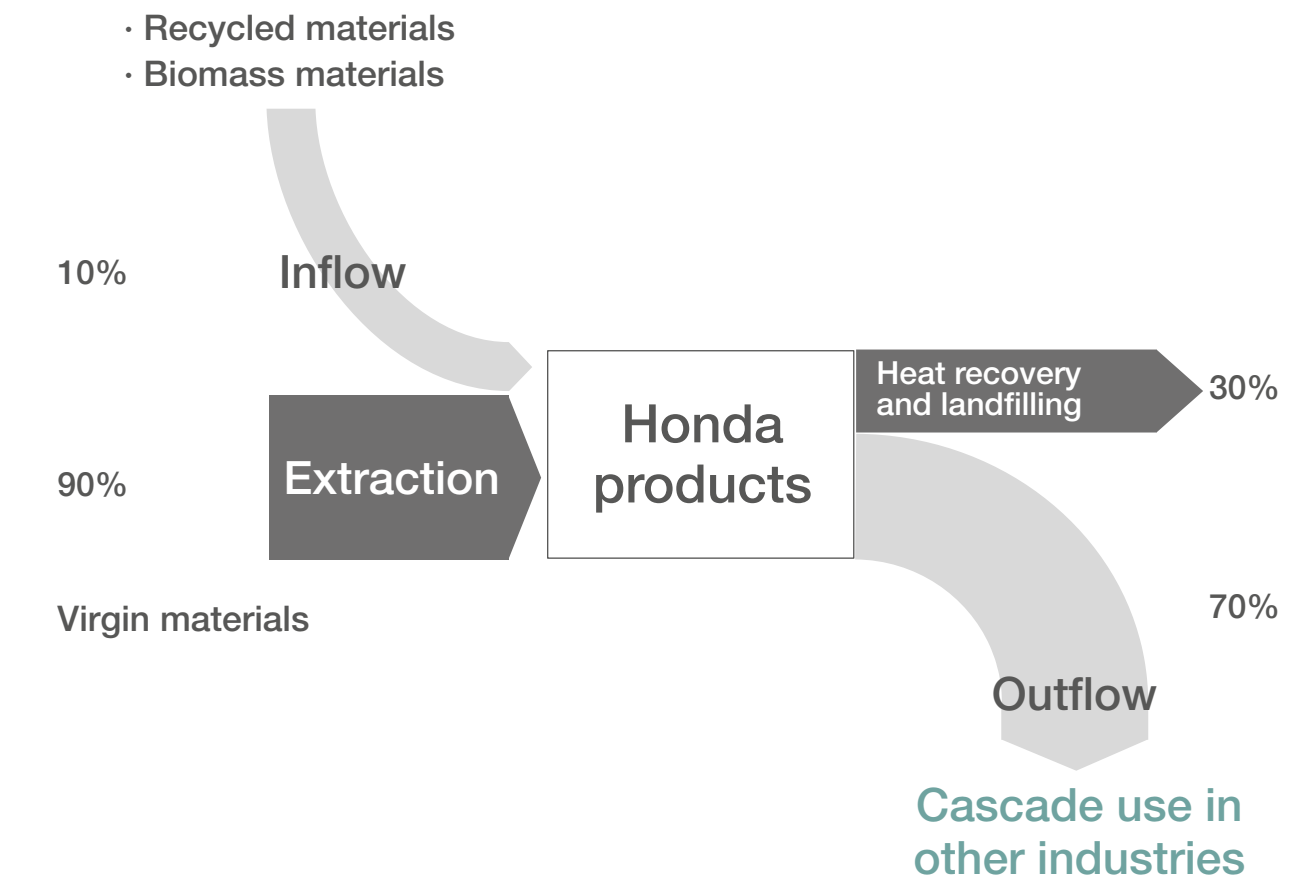 · Recycled materials
· Biomass materials
10%
Inflow
90%
Extraction
Virgin materials
Honda
products
Heat recovery
and landfilling
30%
70%
Outflow
Cascade use in
other industries